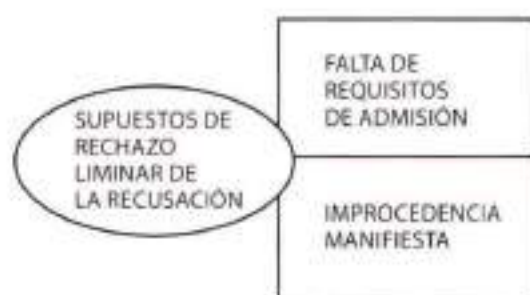 SUPUESTOS DE
RECHAZO
LIMINAR DE
LA RECUSACIÓN
FALTA DE
REQUISITOS
DE ADMISIÓN
IMPROCEDENCIA
MANIFIESTA